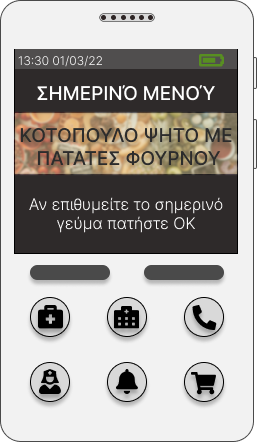 13:30 01/03/22
ΣΗΜΕΡΙΝΌ ΜΕΝΟΎ
ΚΟΤΟΠΟΥΛΟ ΨΗΤΟ ΜΕ
ΠΑΤΑΤΕΣ ΦΟΥΡΝΟΥ
Αν επιθυμείτε το σημερινό
γεύμα πατήστε ΟΚ